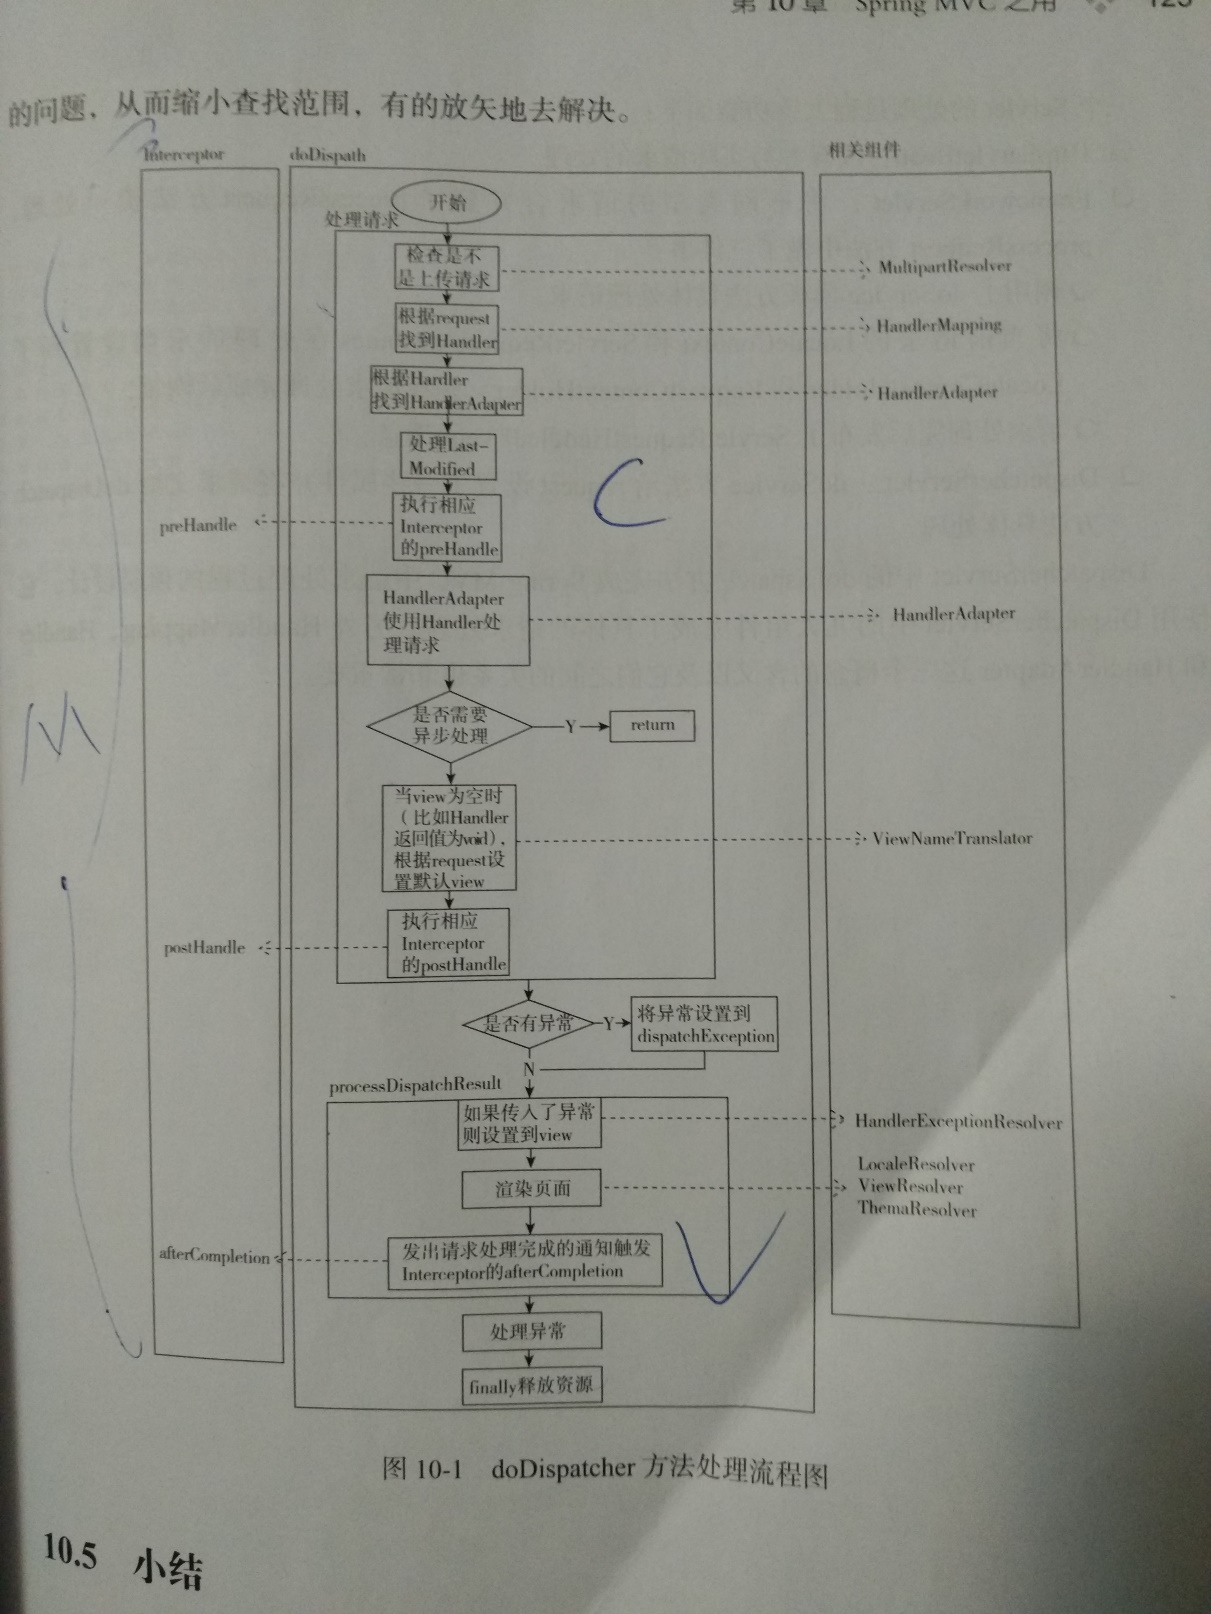 第10章 Spring MVC之用 ❖ 123
的问题，从而缩小查找范围，有的放矢地去解决。
Interceptor
doDispath
相关组件
开始
处理请求
检查是不
是上传请求
MultipartResolver
根据request
找到Handler
HandlerMapping
根据Hardler
找到HandlerAdapter
HandlerAdapter
处理Last-
Modified
执行相应
Interceptor
的preHandle
preHandle
C
HandlerAdapter
使用Handler处
理请求
HandlerAdapter
M
是否需要
异步处理
Y
return
当view为空时
（比如Handler
返回值为void），
根据request设
置默认view
ViewNameTranslator
执行相应
Interceptor
的postHandle
postHandle
是否有异常
Y
将异常设置到
dispatchException
N
processDispatchResult
如果传入了异常
则设置到view
HandlerExceptionResolver
渲染页面
LocaleResolver
ViewResolver
ThemaResolver
发出请求处理完成的通知触发
Interceptor的afterCompletion
afterCompletion
V
处理异常
finally释放资源
图 10-1 doDispatcher 方法处理流程图
10.5 小结